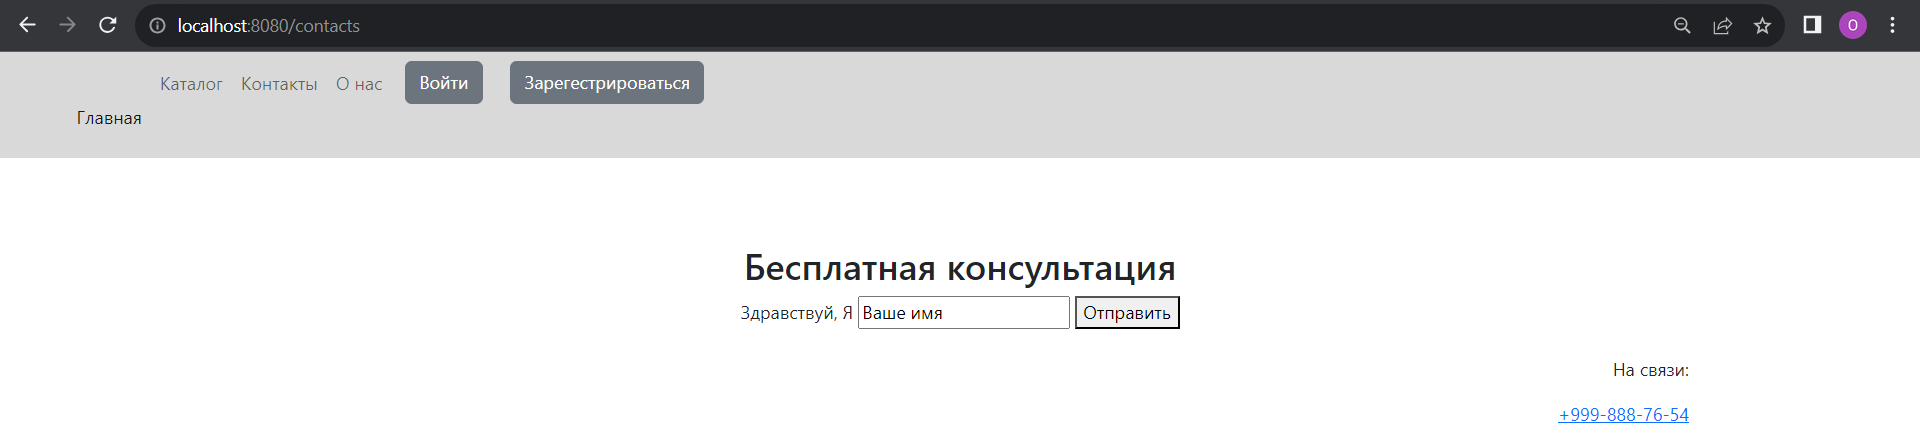 localhost:8080/contacts
O
Каталог Контакты О нас Войти Зарегестрироваться
Главная
Бесплатная консультация
Здравствуй, Я Ваше имя Отправить
На связи:
+999-888-76-54